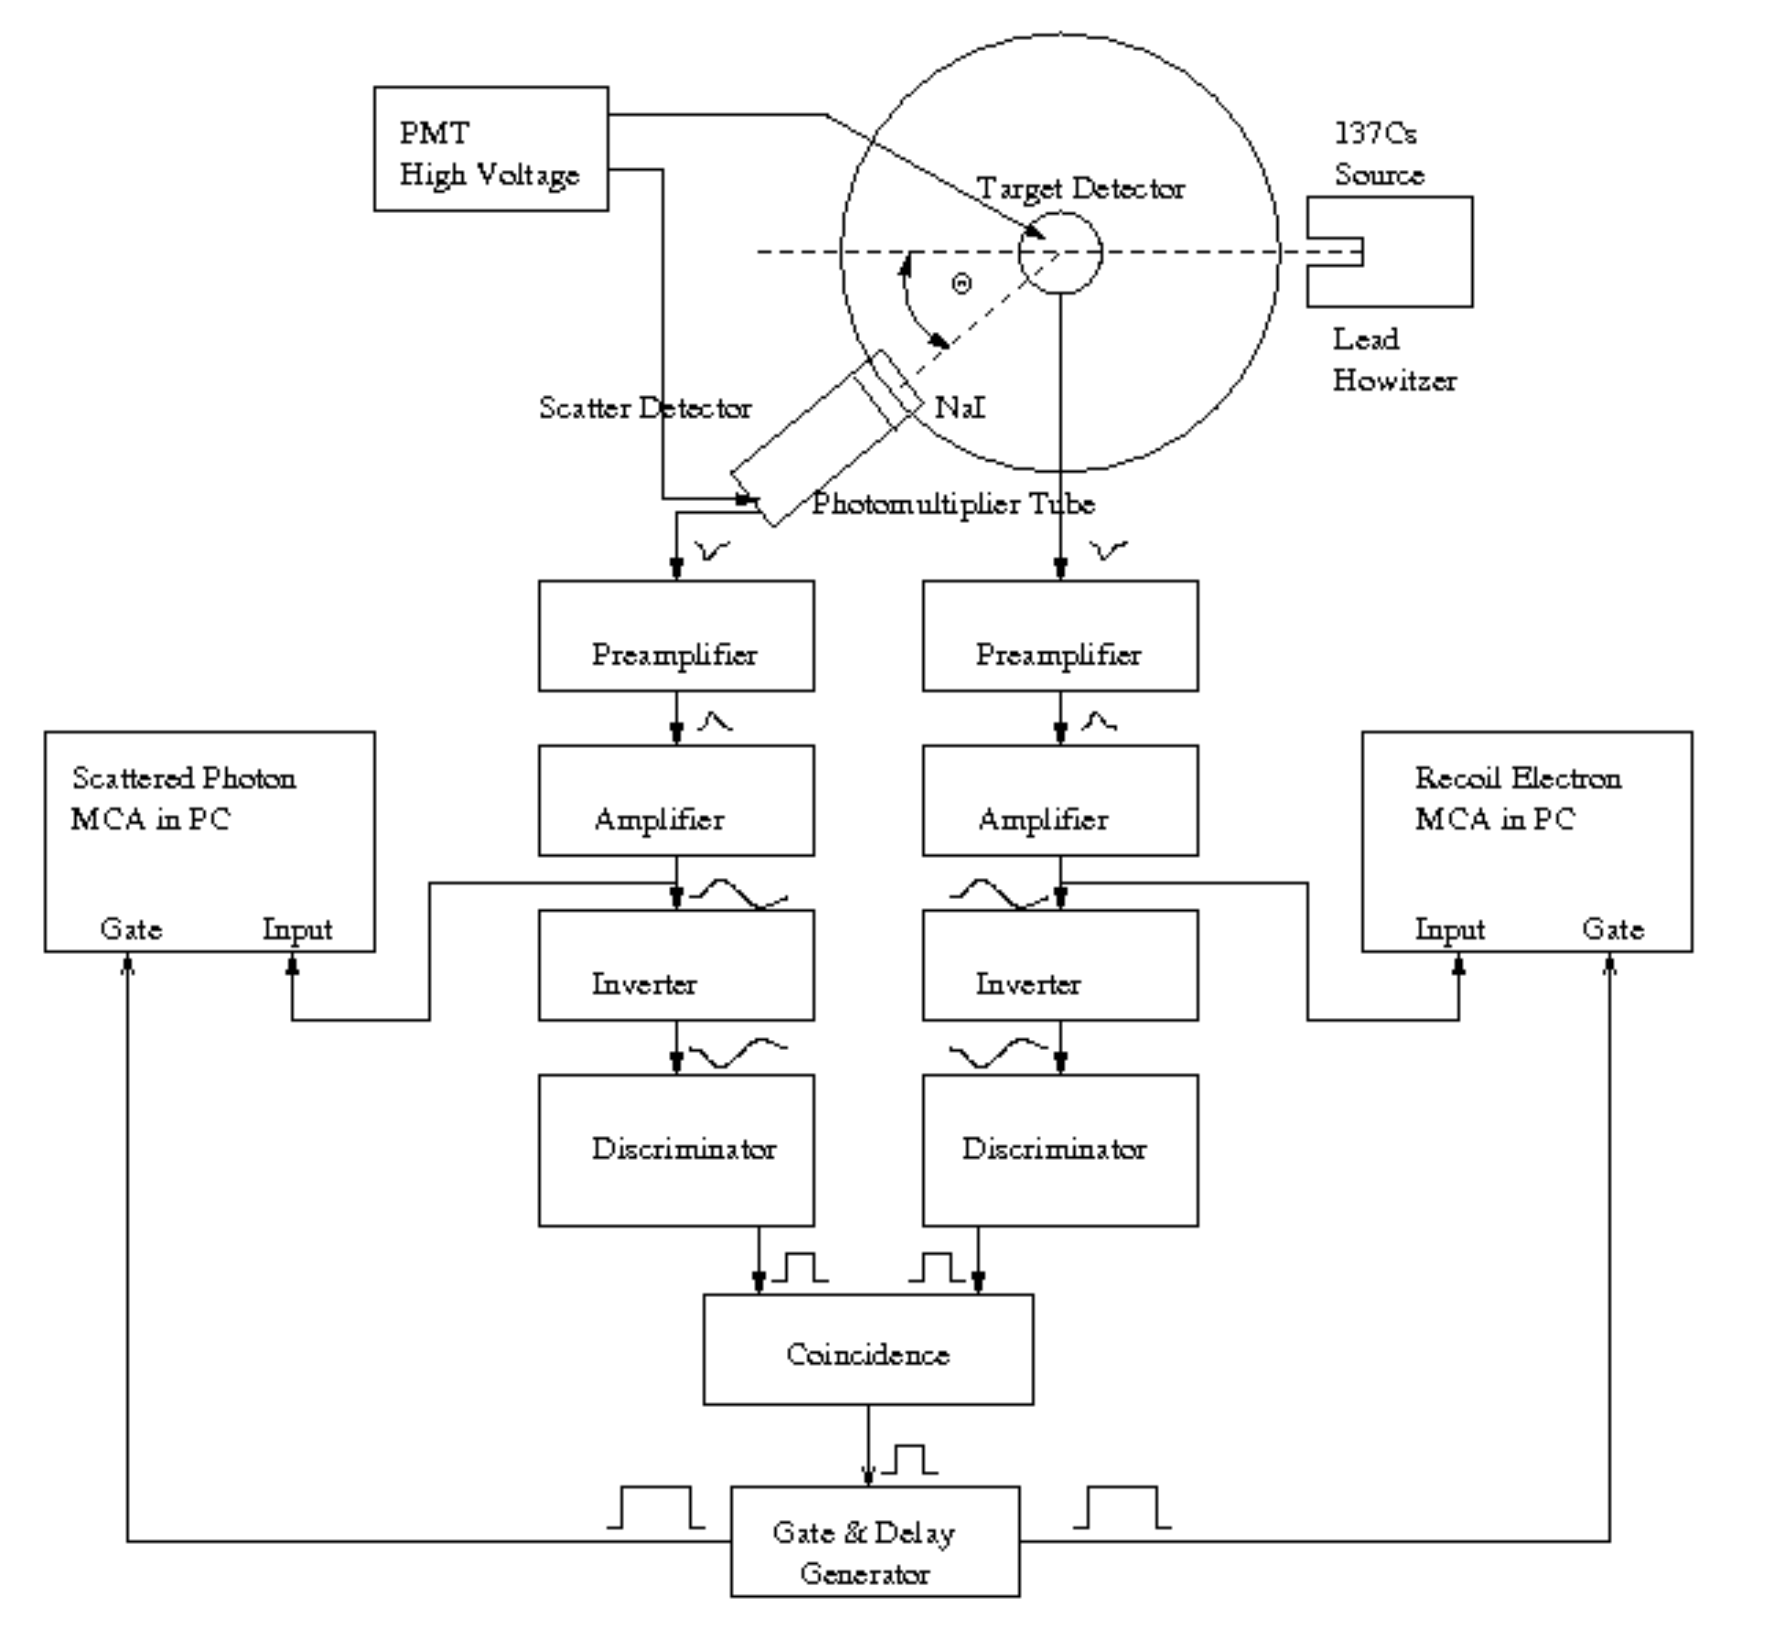 PMT
High Voltage
137Cs
Source
Target Detector
Θ
Lead
Howitzer
Scatter Detector
NaI
Photomultiplier Tube
Preamplifier
Preamplifier
Scattered Photon
MCA in PC
Gate
Input
Amplifier
Amplifier
Recoil Electron
MCA in PC
Input
Gate
Inverter
Inverter
Discriminator
Discriminator
Coincidence
Gate & Delay
Generator